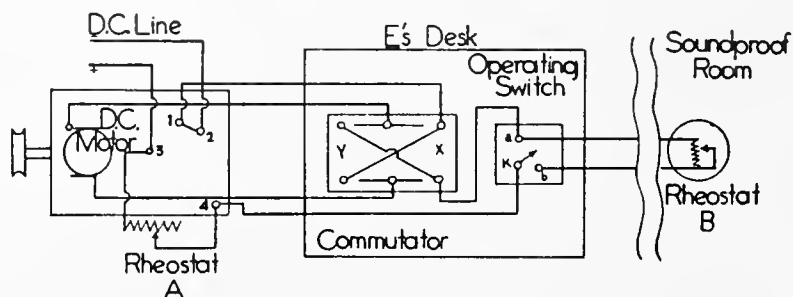 D.C. Line
E's Desk
Soundproof
Room
Operating
Switch
+
D.C.
Motor
1
2
3
4
Y
X
a
K
b
Rheostat
B
Commutator
Rheostat
A